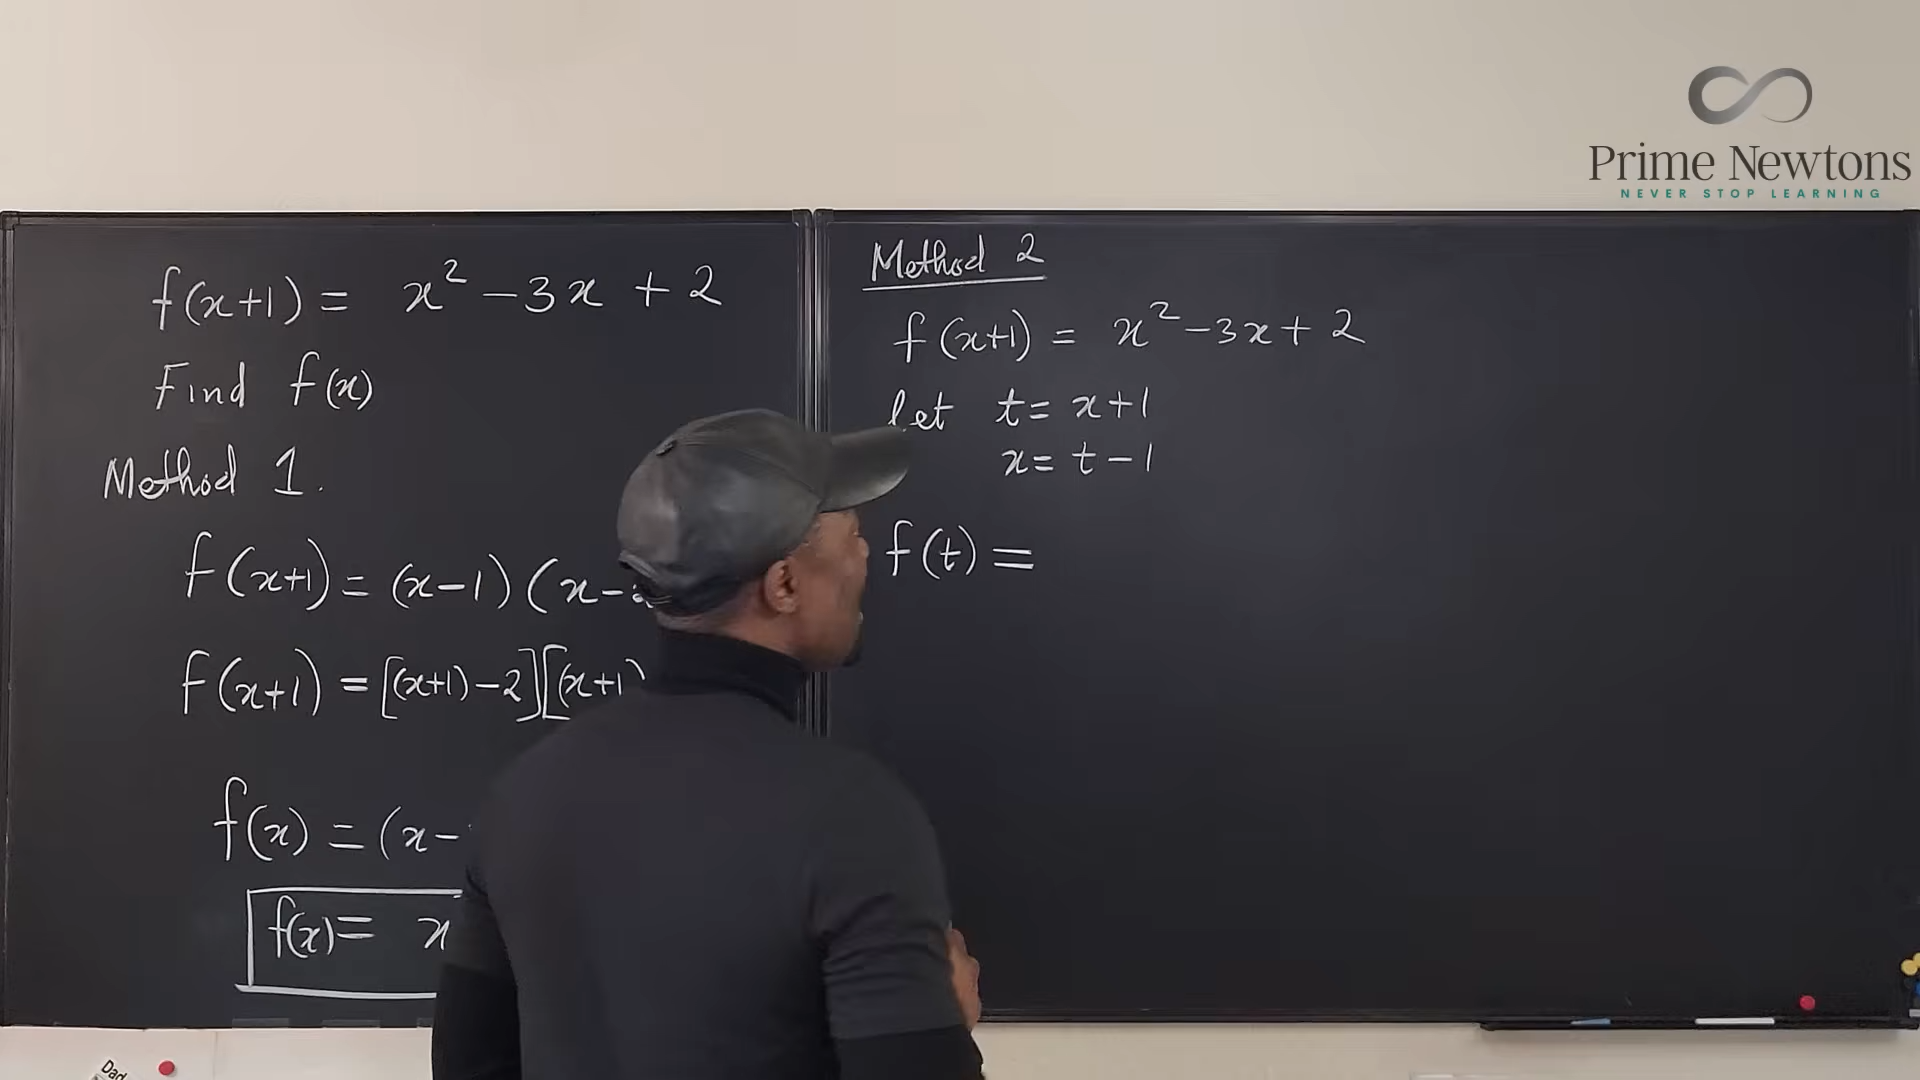 Prime Newtons
NEVER STOP LEARNING
f(x+1) = x² - 3x + 2
Find f(x)
Method 1.
f(x+1) = (x-1)(x-
f(x+1) = [(x+1)-2][(x+1)
f(x) = (x-
f(x) = x
Method 2
f(x+1) = x² - 3x + 2
let t = x+1
x = t - 1
f(t) =
Dad